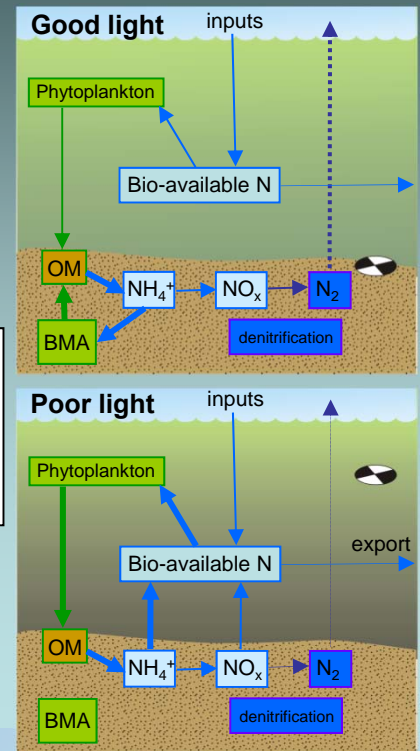 Good light
inputs
Phytoplankton
Bio-available N
OM
NH₄⁺
NOₓ
N₂
BMA
denitrification
Poor light
inputs
Phytoplankton
export
Bio-available N
OM
NH₄⁺
NOₓ
N₂
BMA
denitrification